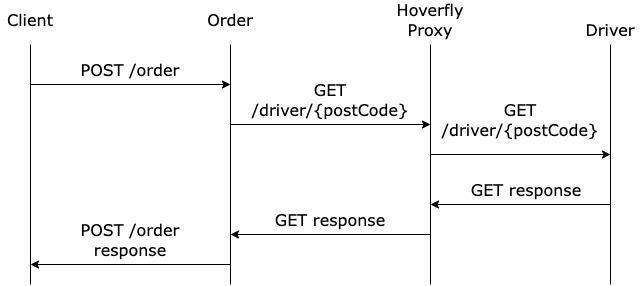 Client
Order
Hoverfly
Proxy
Driver
POST /order
GET
/driver/{postCode}
GET
/driver/{postCode}
GET response
GET response
POST /order
response